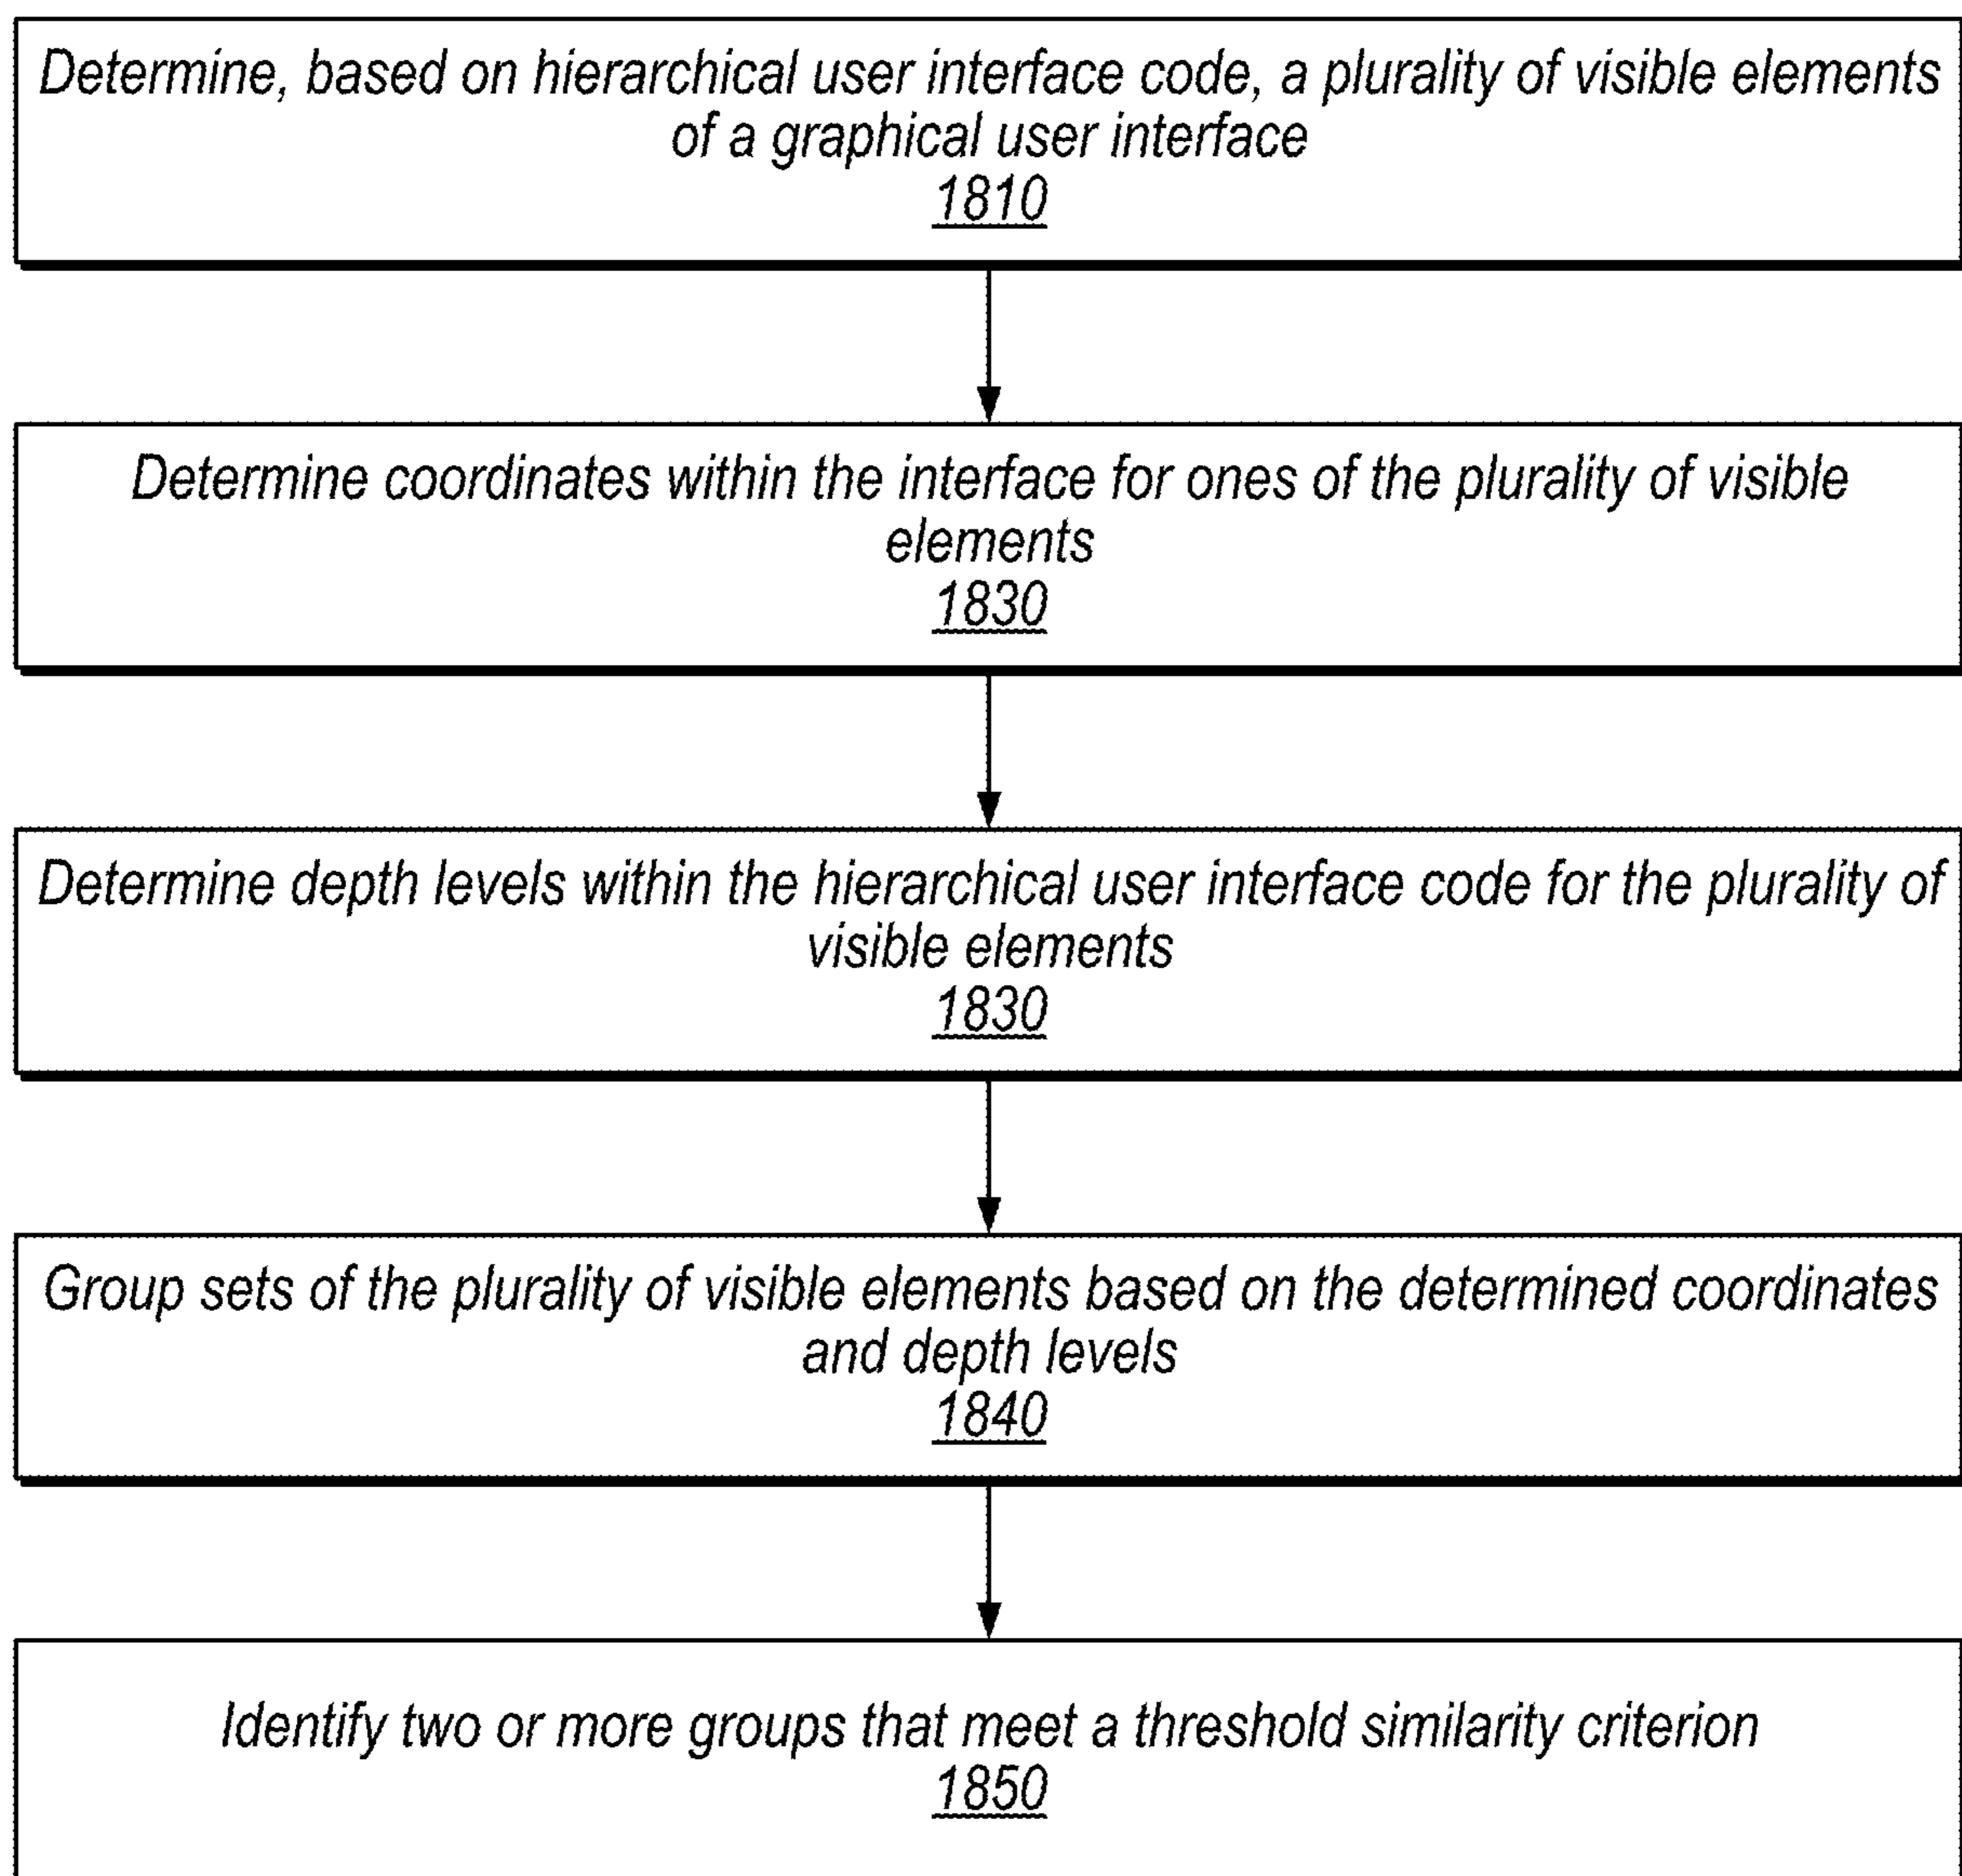 Determine, based on hierarchical user interface code, a plurality of visible elements
of a graphical user interface
1810
Determine coordinates within the interface for ones of the plurality of visible
elements
1830
Determine depth levels within the hierarchical user interface code for the plurality of
visible elements
1830
Group sets of the plurality of visible elements based on the determined coordinates
and depth levels
1840
Identify two or more groups that meet a threshold similarity criterion
1850